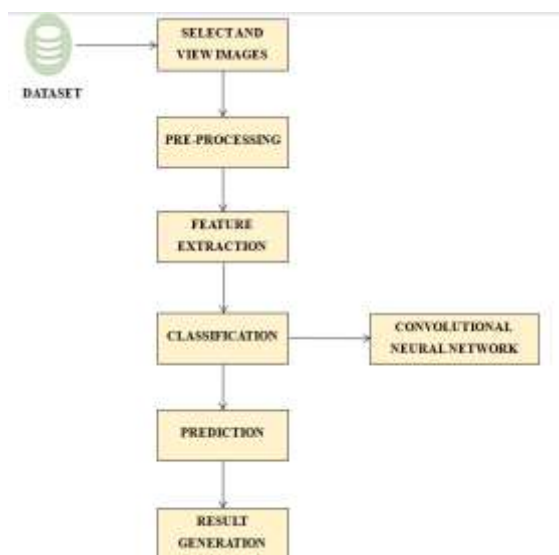 SELECT AND
VIEW IMAGES
DATASET
PRE-PROCESSING
FEATURE
EXTRACTION
CLASSIFICATION
CONVOLUTIONAL
NEURAL NETWORK
PREDICTION
RESULT
GENERATION